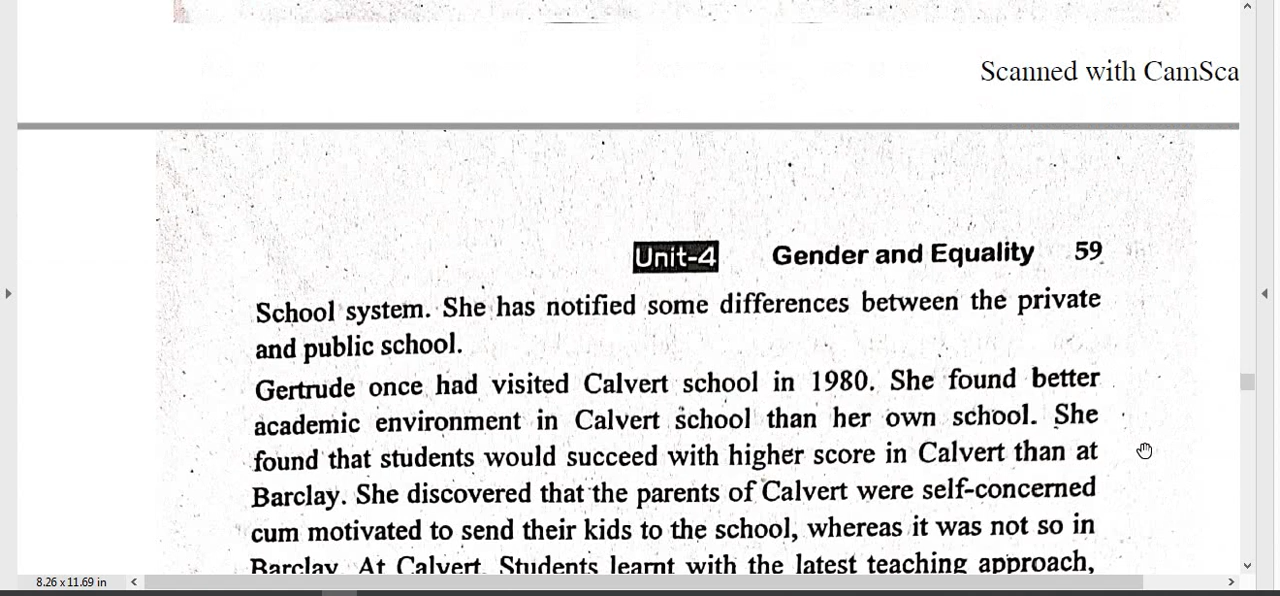 Scanned with CamSca
Unit-4 Gender and Equality 59
School system. She has notified some differences between the private
and public school.
Gertrude once had visited Calvert school in 1980. She found better
academic environment in Calvert school than her own school. She
found that students would succeed with higher score in Calvert than at
Barclay. She discovered that the parents of Calvert were self-concerned
cum motivated to send their kids to the school, whereas it was not so in
Barclay. At Calvert, Students learnt with the latest teaching approach,
8.26 x 11.69 in